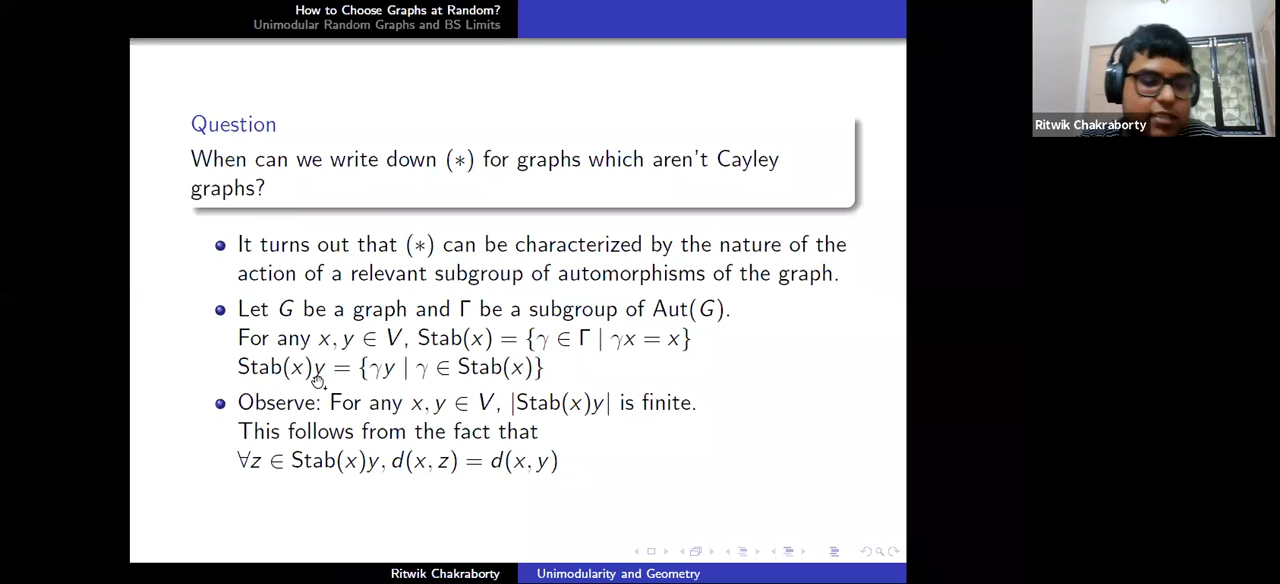 How to Choose Graphs at Random?
Unimodular Random Graphs and BS Limits
Ritwik Chakraborty
Question
When can we write down (∗) for graphs which aren't Cayley
graphs?
It turns out that (∗) can be characterized by the nature of the
action of a relevant subgroup of automorphisms of the graph.
Let G be a graph and Γ be a subgroup of Aut(G).
For any x, y ∈ V, Stab(x) = {γ ∈ Γ | γx = x}
Stab(x)y = {γy | γ ∈ Stab(x)}
Observe: For any x, y ∈ V, |Stab(x)y| is finite.
This follows from the fact that
∀z ∈ Stab(x)y, d(x, z) = d(x, y)
Ritwik Chakraborty
Unimodularity and Geometry